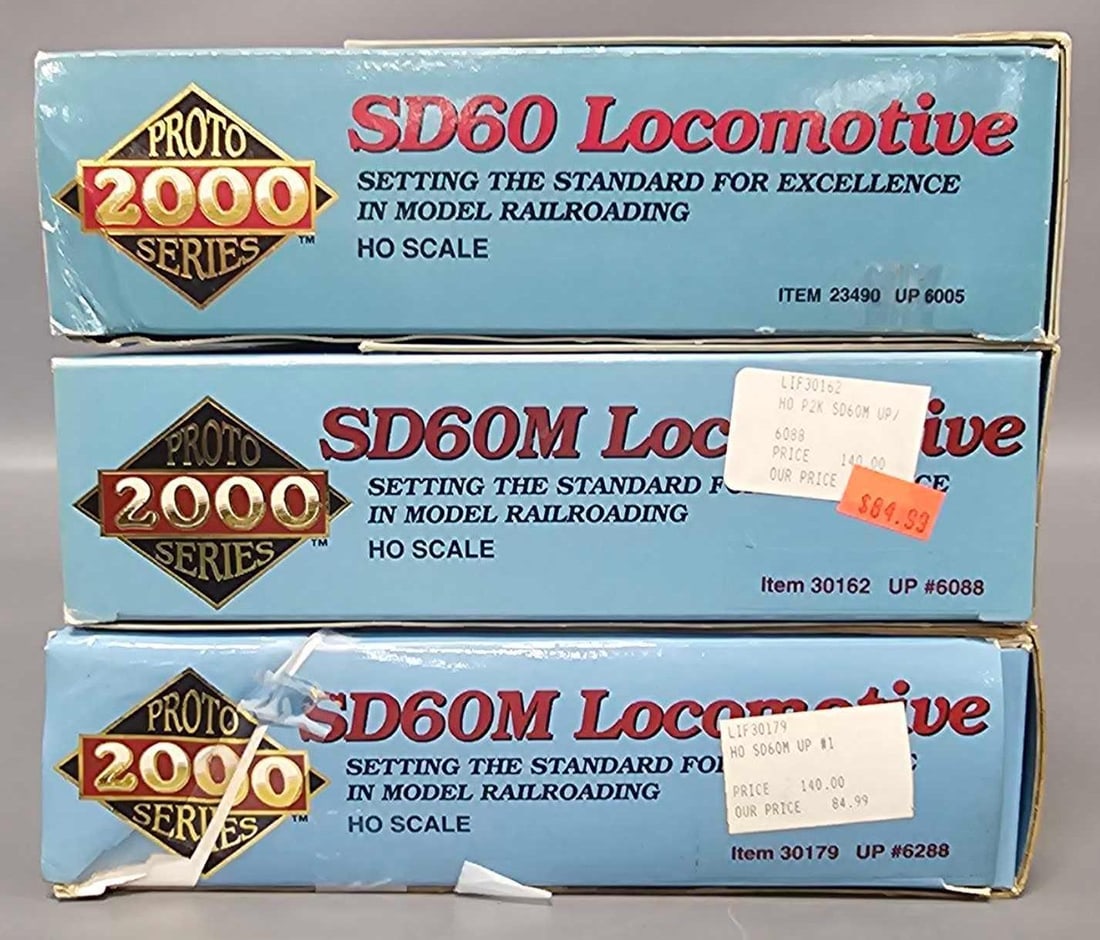 PROTO
2000
SERIES
™
SD60 Locomotive
SETTING THE STANDARD FOR EXCELLENCE
IN MODEL RAILROADING
HO SCALE
ITEM 23490 UP 6005
PROTO
2000
SERIES
™
SD60M Loc ive
SETTING THE STANDARD F CE
IN MODEL RAILROADING
HO SCALE
LIF30162
HO P2K SD60M UP/
6088
PRICE 140.00
OUR PRICE
$84.99
Item 30162 UP #6088
PROTO
2000
SERIES
™
SD60M Locomotive
SETTING THE STANDARD FO
IN MODEL RAILROADING
HO SCALE
LIF30179
HO SD60M UP #1
PRICE 140.00
OUR PRICE 84.99
Item 30179 UP #6288